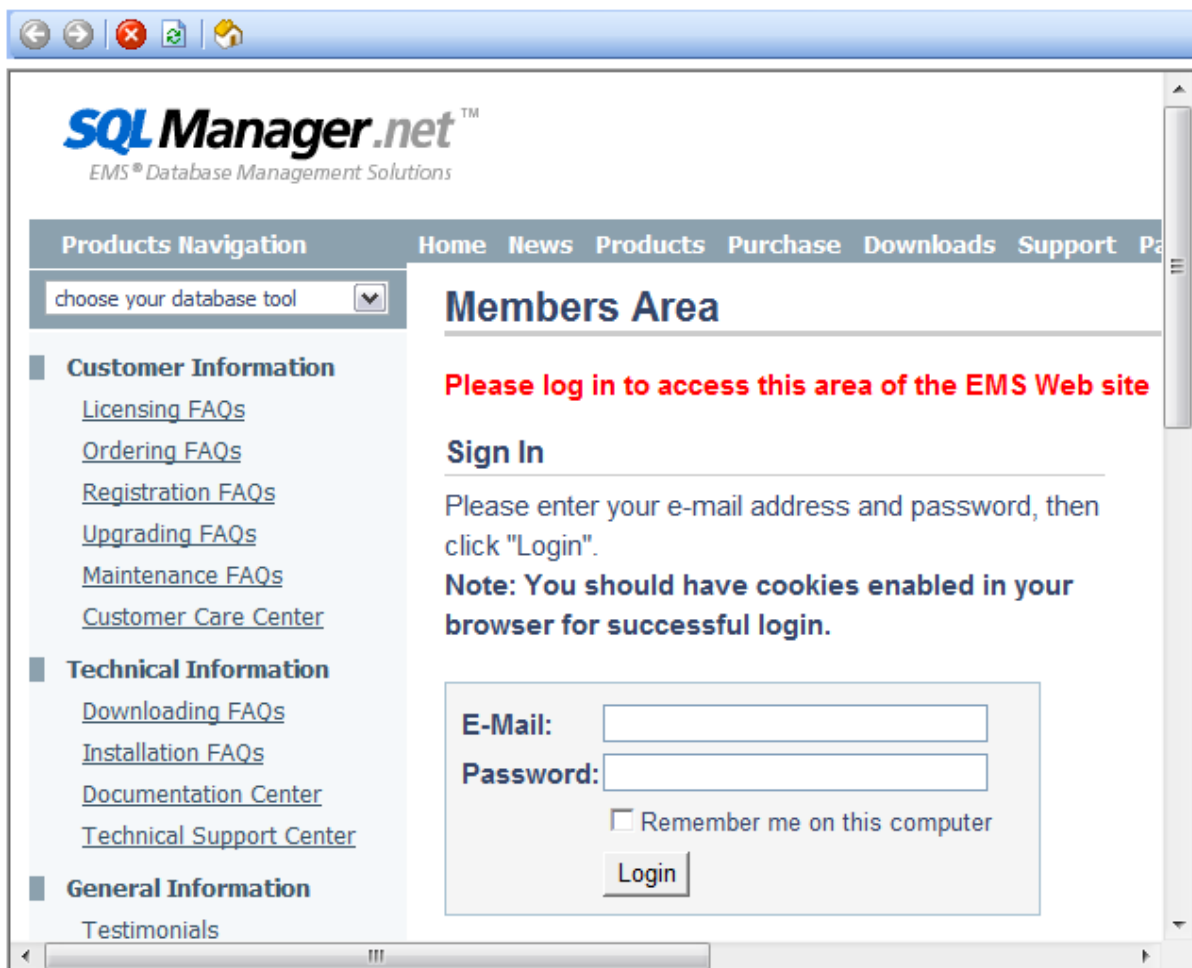 SQL Manager.net™
EMS® Database Management Solutions
Products Navigation
Home News Products Purchase Downloads Support
choose your database tool
Customer Information
Licensing FAQs
Ordering FAQs
Registration FAQs
Upgrading FAQs
Maintenance FAQs
Customer Care Center
Technical Information
Downloading FAQs
Installation FAQs
Documentation Center
Technical Support Center
General Information
Testimonials
Members Area
Please log in to access this area of the EMS Web site
Sign In
Please enter your e-mail address and password, then
click "Login".
Note: You should have cookies enabled in your
browser for successful login.
E-Mail:
Password:
Remember me on this computer
Login